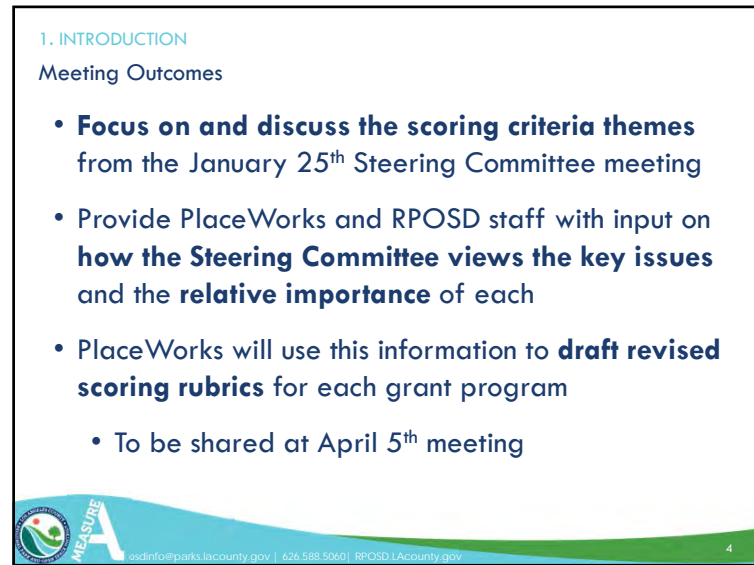 1. INTRODUCTION
Meeting Outcomes
• Focus on and discuss the scoring criteria themes
from the January 25th Steering Committee meeting
• Provide PlaceWorks and RPOSD staff with input on
how the Steering Committee views the key issues
and the relative importance of each
• PlaceWorks will use this information to draft revised
scoring rubrics for each grant program
• To be shared at April 5th meeting
MEASURE A
osdinfo@parks.lacounty.gov | 626.588.5060| RPOSD.LAcounty.gov
4